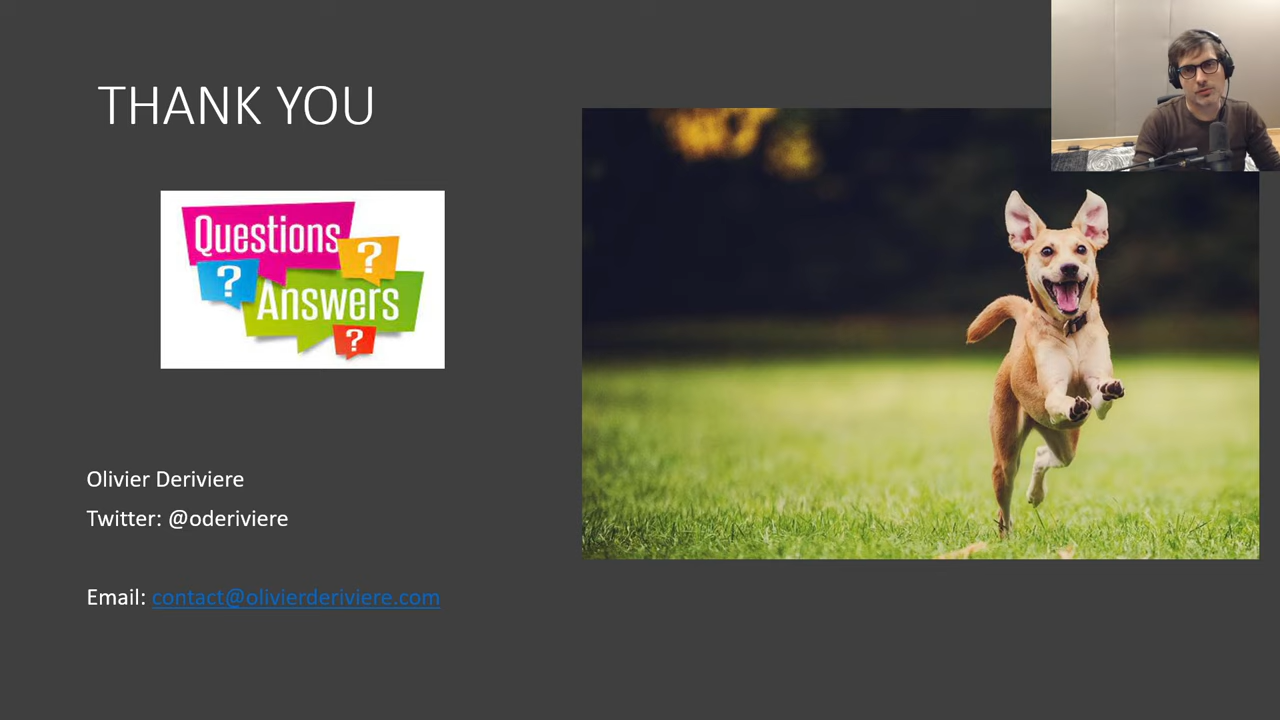 THANK YOU
Questions
?
?
Answers
?
Olivier Deriviere
Twitter: @oderiviere
Email: contact@olivierderiviere.com